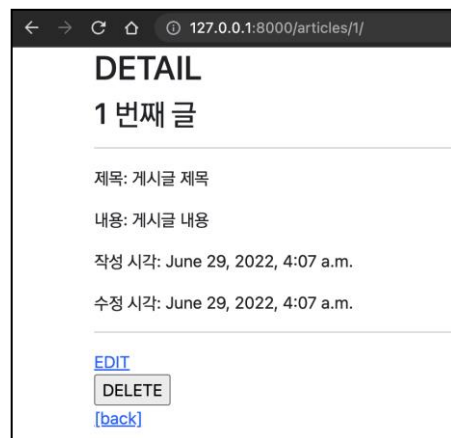 127.0.0.1:8000/articles/1/
DETAIL
1 번째 글
제목: 게시글 제목
내용: 게시글 내용
작성 시각: June 29, 2022, 4:07 a.m.
수정 시각: June 29, 2022, 4:07 a.m.
EDIT
DELETE
[back]